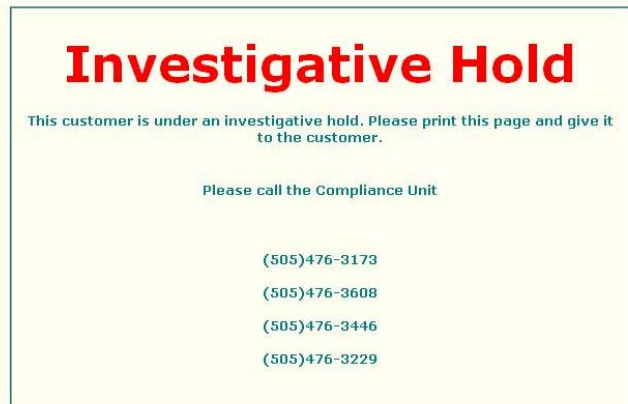 Investigative Hold
This customer is under an investigative hold. Please print this page and give it
to the customer.
Please call the Compliance Unit
(505)476-3173
(505)476-3608
(505)476-3446
(505)476-3229